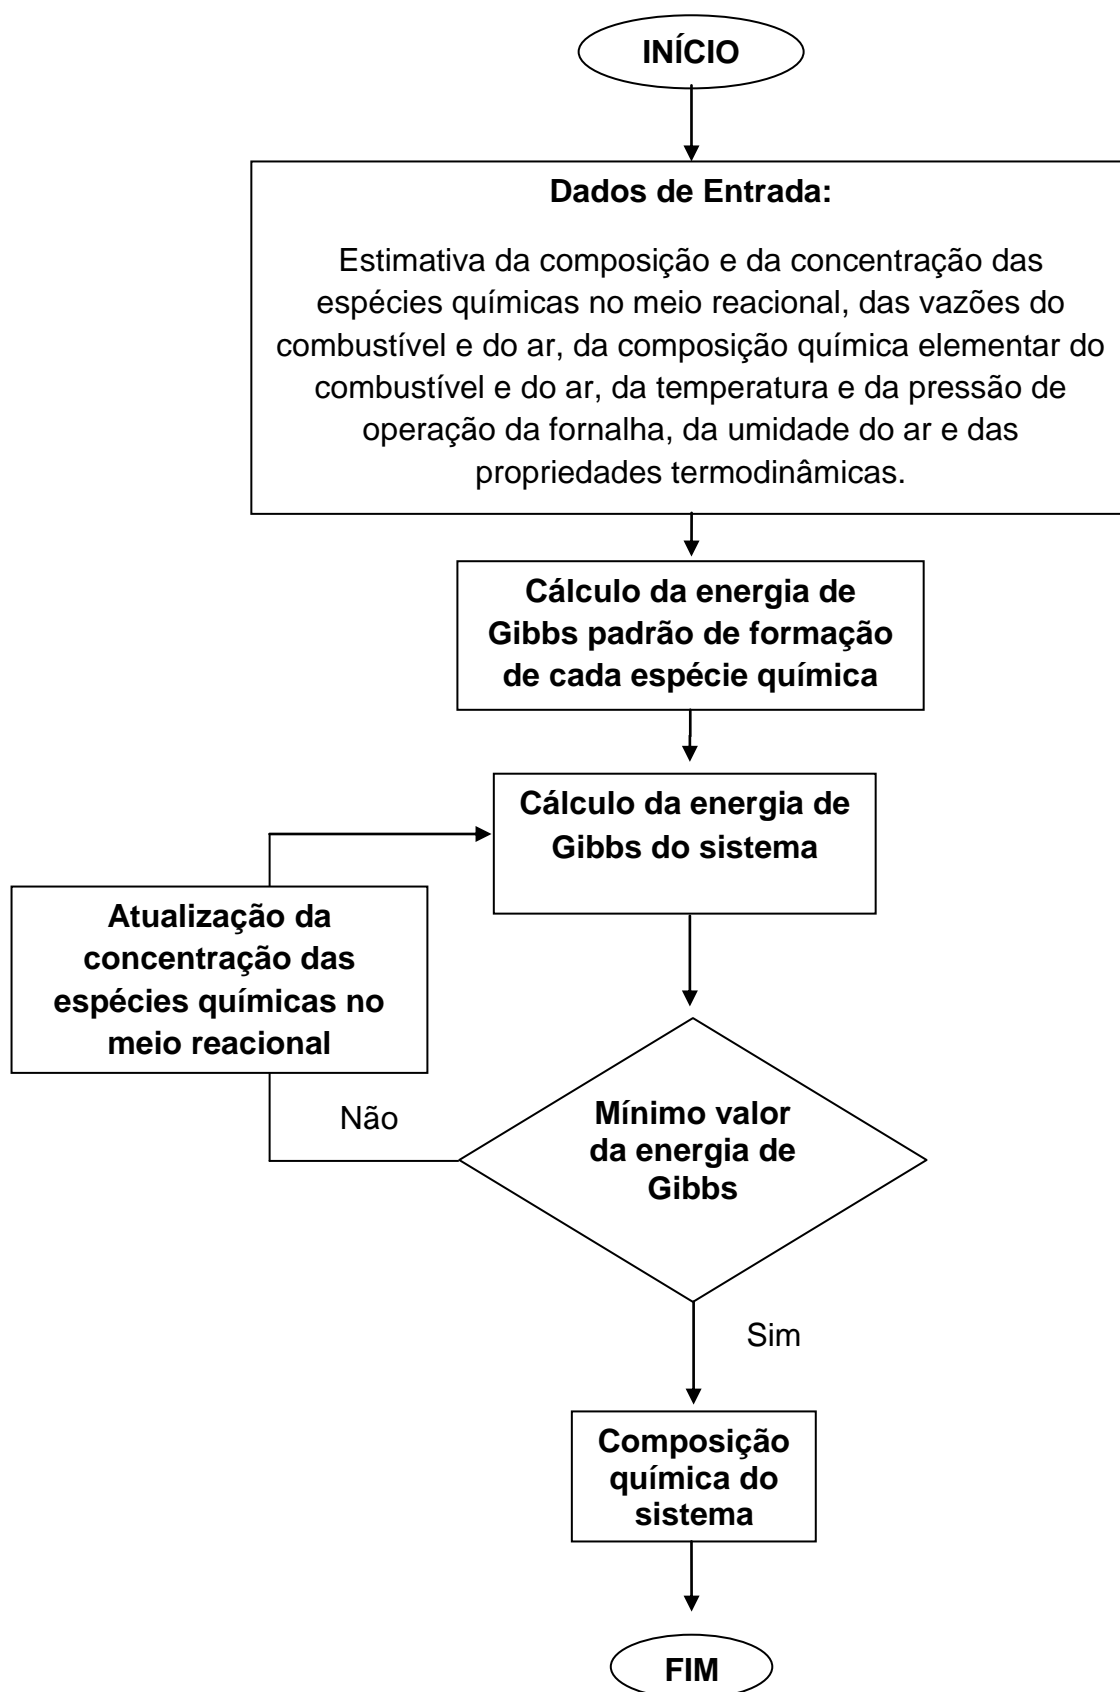 INÍCIO
Dados de Entrada:
Estimativa da composição e da concentração das
espécies químicas no meio reacional, das vazões do
combustível e do ar, da composição química elementar do
combustível e do ar, da temperatura e da pressão de
operação da fornalha, da umidade do ar e das
propriedades termodinâmicas.
Cálculo da energia de
Gibbs padrão de formação
de cada espécie química
Cálculo da energia de
Gibbs do sistema
Atualização da
concentração das
espécies químicas no
meio reacional
Não
Mínimo valor
da energia de
Gibbs
Sim
Composição
química do
sistema
FIM